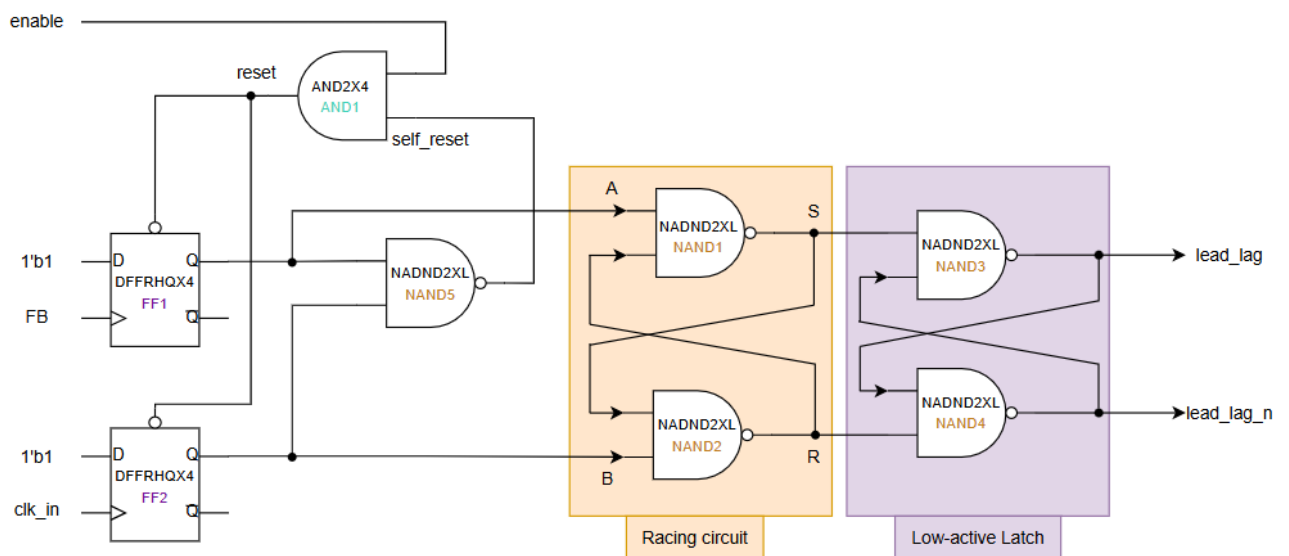 enable
reset
AND2X4
AND1
self_reset
A
S
NADND2XL
NAND1
NADND2XL
NAND3
lead_lag
1'b1
D
Q
DFFRHQX4
FF1
FB
Q
NADND2XL
NAND5
NADND2XL
NAND2
R
B
NADND2XL
NAND4
lead_lag_n
1'b1
D
Q
DFFRHQX4
FF2
clk_in
Q
Racing circuit
Low-active Latch